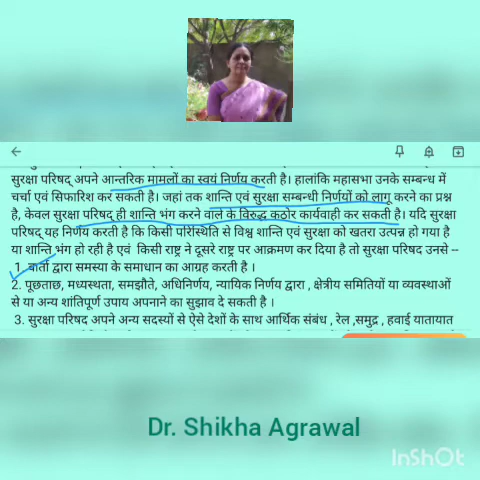 सुरक्षा परिषद् अपने आन्तरिक मामलों का स्वयं निर्णय करती है। हालांकि महासभा उनके सम्बन्ध में
चर्चा एवं सिफारिश कर सकती है। जहां तक शान्ति एवं सुरक्षा सम्बन्धी निर्णयों को लागू करने का प्रश्न
है, केवल सुरक्षा परिषद् ही शान्ति भंग करने वाले के विरुद्ध कठोर कार्यवाही कर सकती है। यदि सुरक्षा
परिषद् यह निर्णय करती है कि किसी परिस्थिति से विश्व शान्ति एवं सुरक्षा को खतरा उत्पन्न हो गया है
या शान्ति भंग हो रही है एवं किसी राष्ट्र ने दूसरे राष्ट्र पर आक्रमण कर दिया है तो सुरक्षा परिषद उनसे --
1. वार्ता द्वारा समस्या के समाधान का आग्रह करती है ।
2. पूछताछ, मध्यस्थता, समझौते, अधिनिर्णय, न्यायिक निर्णय द्वारा , क्षेत्रीय समितियों या व्यवस्थाओं
से या अन्य शांतिपूर्ण उपाय अपनाने का सुझाव दे सकती है ।
3. सुरक्षा परिषद अपने अन्य सदस्यों से ऐसे देशों के साथ आर्थिक संबंध , रेल ,समुद्र , हवाई यातायात
Dr. Shikha Agrawal
InShOt